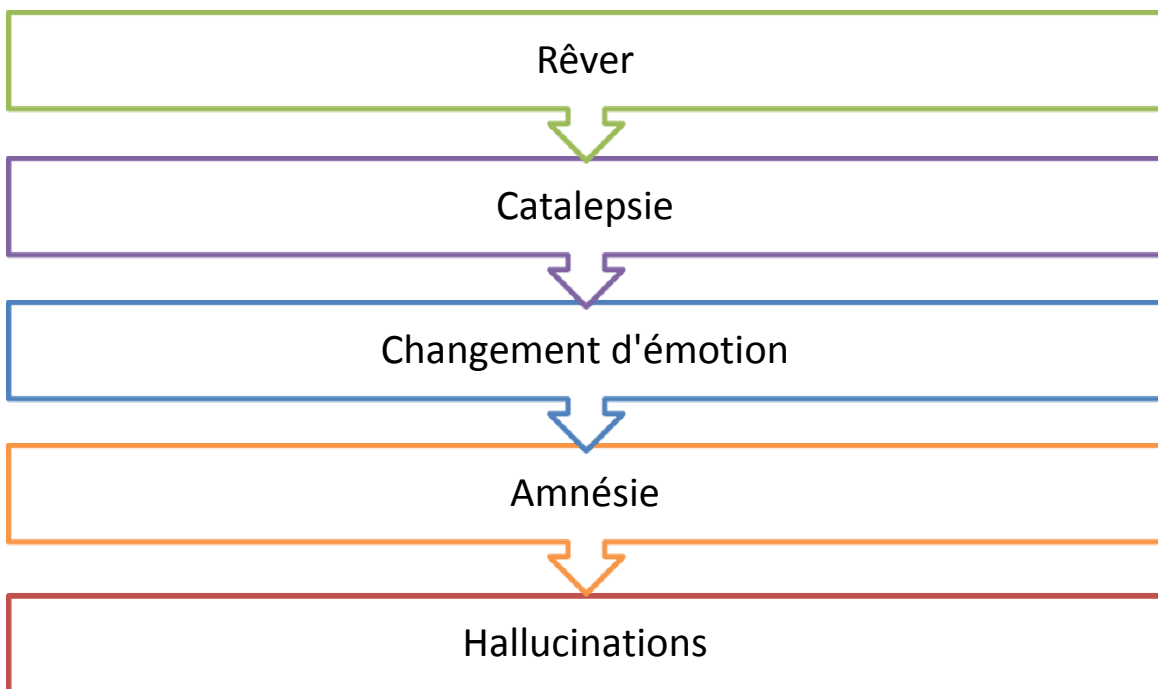 Rêver
Catalepsie
Changement d'émotion
Amnésie
Hallucinations